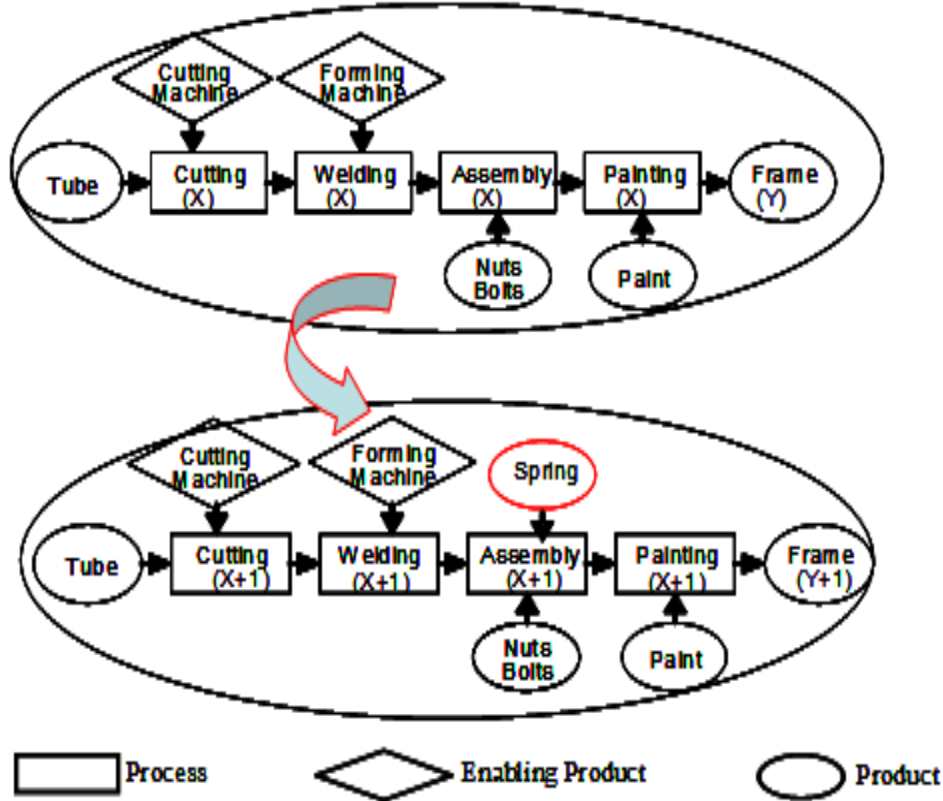 Cutting
Machine
Forming
Machine
Tube
Cutting
(X)
Welding
(X)
Assembly
(X)
Painting
(X)
Frame
(Y)
Nuts
Bolts
Paint
Cutting
Machine
Forming
Machine
Spring
Tube
Cutting
(X+1)
Welding
(X+1)
Assembly
(X+1)
Painting
(X+1)
Frame
(Y+1)
Nuts
Bolts
Paint
Process
Enabling Product
Product